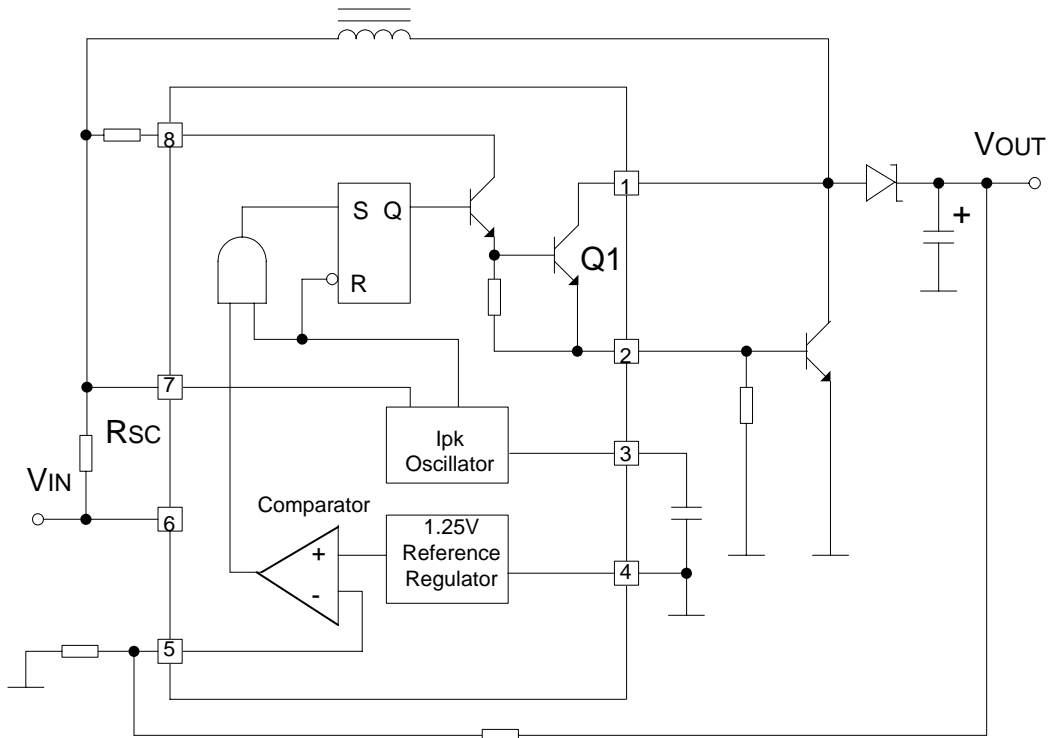 8
VOUT
1
S Q
Q1
R
2
7
RSC
Ipk
Oscillator
3
VIN
Comparator
6
1.25V
Reference
Regulator
+
-
4
5
+